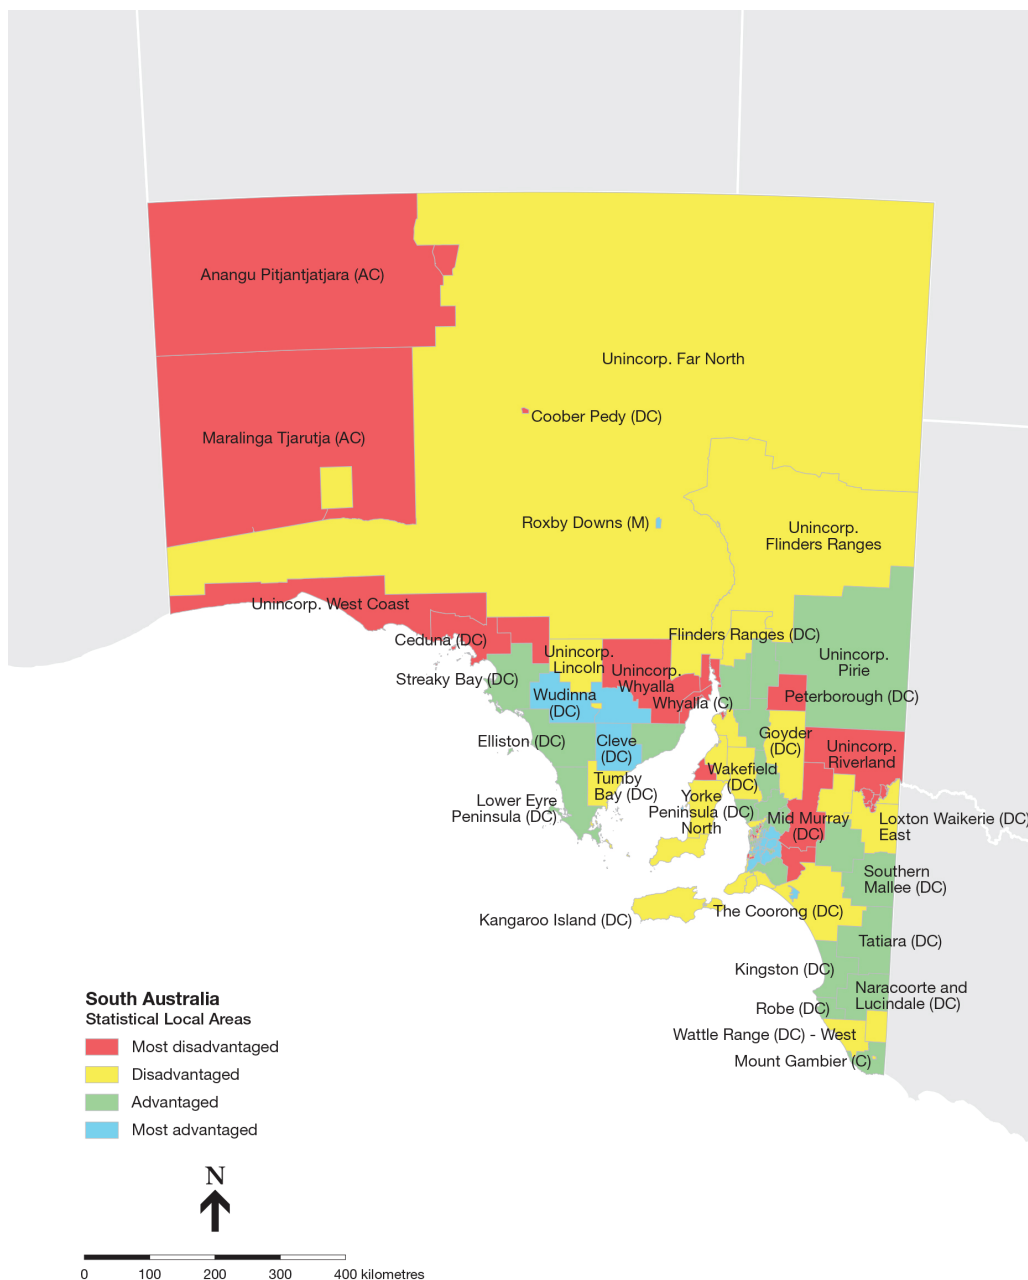 Anangu Pitjantjatjara (AC)
Unincorp. Far North
Coober Pedy (DC)
Maralinga Tjarutja (AC)
Roxby Downs (M)
Unincorp.
Flinders Ranges
Unincorp. West Coast
Ceduna (DC)
Flinders Ranges (DC)
Unincorp.
Lincoln
Unincorp.
Pirie
Unincorp.
Whyalla
Streaky Bay (DC)
Wudinna
(DC)
Peterborough (DC)
Whyalla (C)
Elliston (DC)
Cleve
(DC)
Goyder
(DC)
Unincorp.
Riverland
Wakefield
(DC)
Tumby
Bay (DC)
Lower Eyre
Peninsula (DC)
Yorke
Peninsula (DC)
North
Mid Murray
(DC)
Loxton Waikerie (DC)
East
Southern
Mallee (DC)
Kangaroo Island (DC)
The Coorong (DC)
Tatiara (DC)
Kingston (DC)
Naracoorte and
Lucindale (DC)
Robe (DC)
Wattle Range (DC) - West
Mount Gambier (C)
South Australia
Statistical Local Areas
Most disadvantaged
Disadvantaged
Advantaged
Most advantaged
N
0 100 200 300 400 kilometres